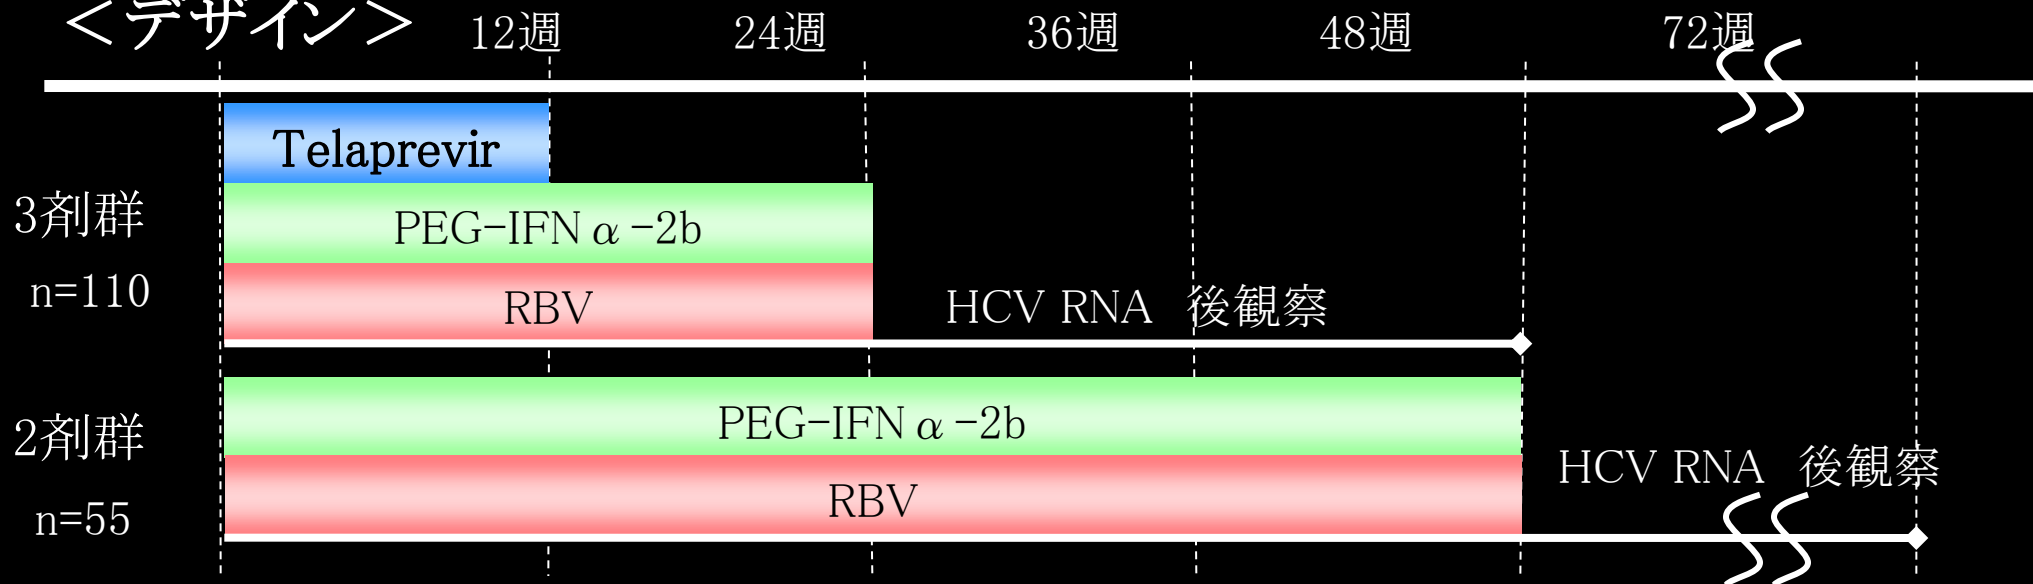 ＜デザイン＞
12週 24週 36週 48週 72週
Telaprevir
3剤群
PEG-IFNα-2b
n=110
RBV
HCV RNA 後観察
2剤群
PEG-IFNα-2b
HCV RNA 後観察
n=55
RBV